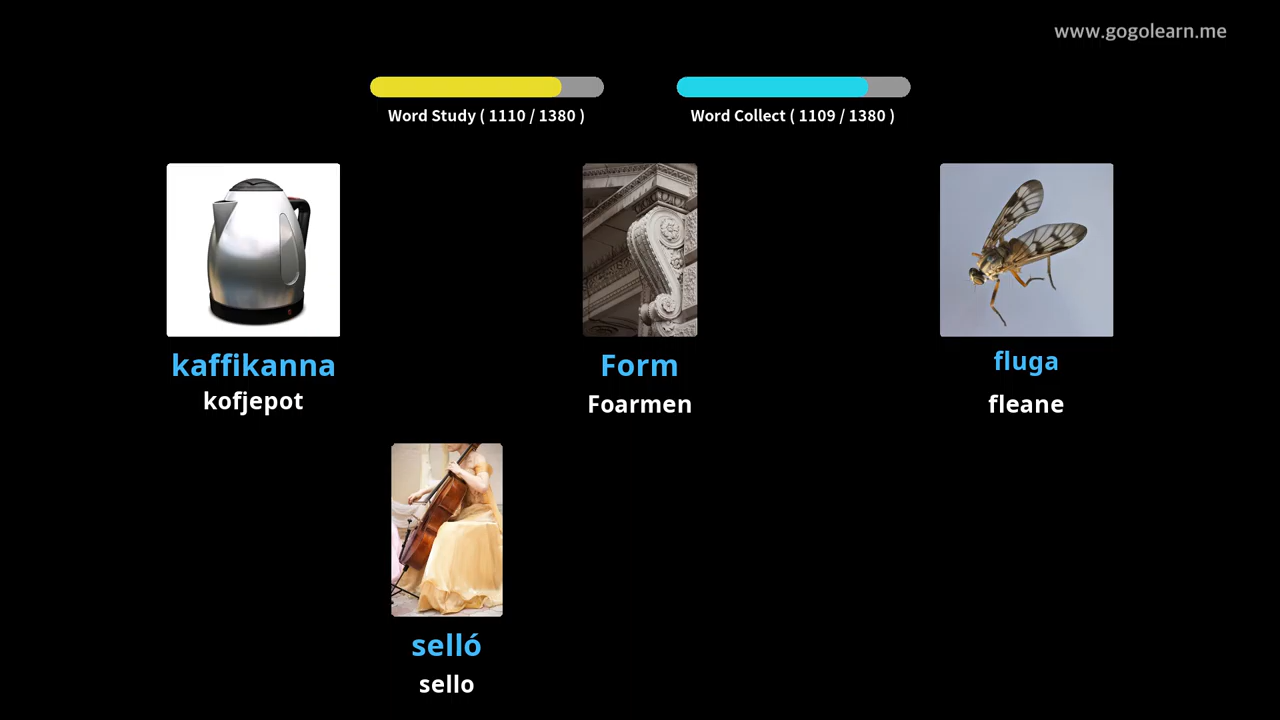 www.gogolearn.me
Word Study ( 1110 / 1380 )
Word Collect ( 1109 / 1380 )
kaffikanna
kofjepot
Form
Foarmen
fluga
fleane
selló
sello